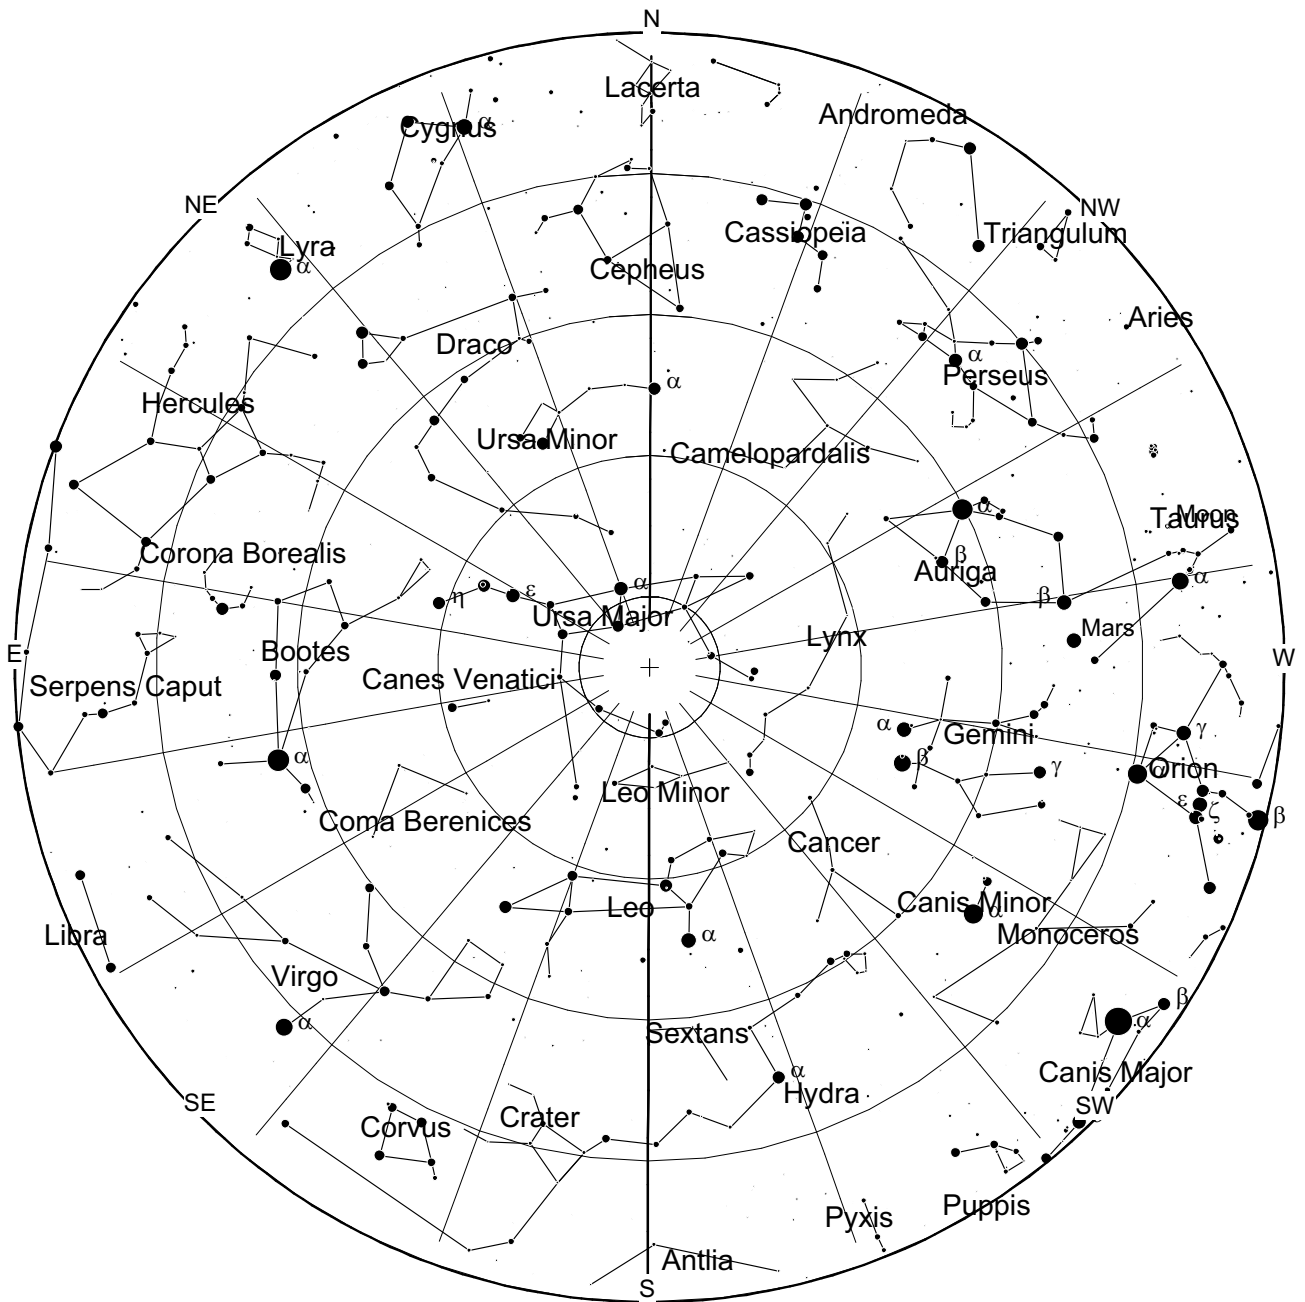 N
Lacerta
Andromeda
Cygnus α
NE
NW
Cassiopeia
Triangulum
Lyra
α
Cepheus
Aries
Draco
α
Perseus
α
Hercules
Ursa Minor
Camelopardalis
α
Taurus
Moon
Corona Borealis
β
Auriga
α
η
ε
α
β
Ursa Major
Mars
Lynx
E
Bootes
W
Serpens Caput
Canes Venatici
α
Gemini
γ
α
β
γ
α
Orion
Leo Minor
ε
ζ
β
Coma Berenices
Cancer
Leo
Canis Minor
α
Libra
α
Monoceros
Virgo
β
α
α
Sextans
α
Hydra
Canis Major
SE
SW
Corvus
Crater
Puppis
Pyxis
Antlia
S